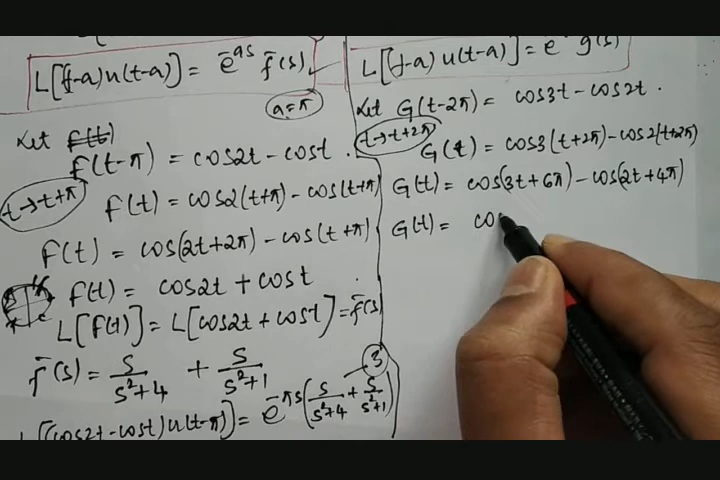 L[f-a)u(t-a)] = e^-as f̄(s)
a=π
Let f(t)
f(t-π) = cos2t - cost.
t→t+π
f(t) = cos2(t+π) - cos(t+π)
f(t) = cos(2t+2π) - cos(t+π)
f(t) = cos2t + cost.
L[f(t)] = L[cos2t + cost] = f̄(s)
f̄(s) = s/s²+4 + s/s²+1
3
L[(cos2t-cost)u(t-π)] = e^-πs (s/s²+4 + s/s²+1)
L[f-a)u(t-a)] = e g(s)
Let G(t-2π) = cos3t - cos2t.
t→t+2π
G(t) = cos3(t+2π) - cos2(t+2π)
G(t) = cos(3t+6π) - cos(2t+4π)
G(t) = co